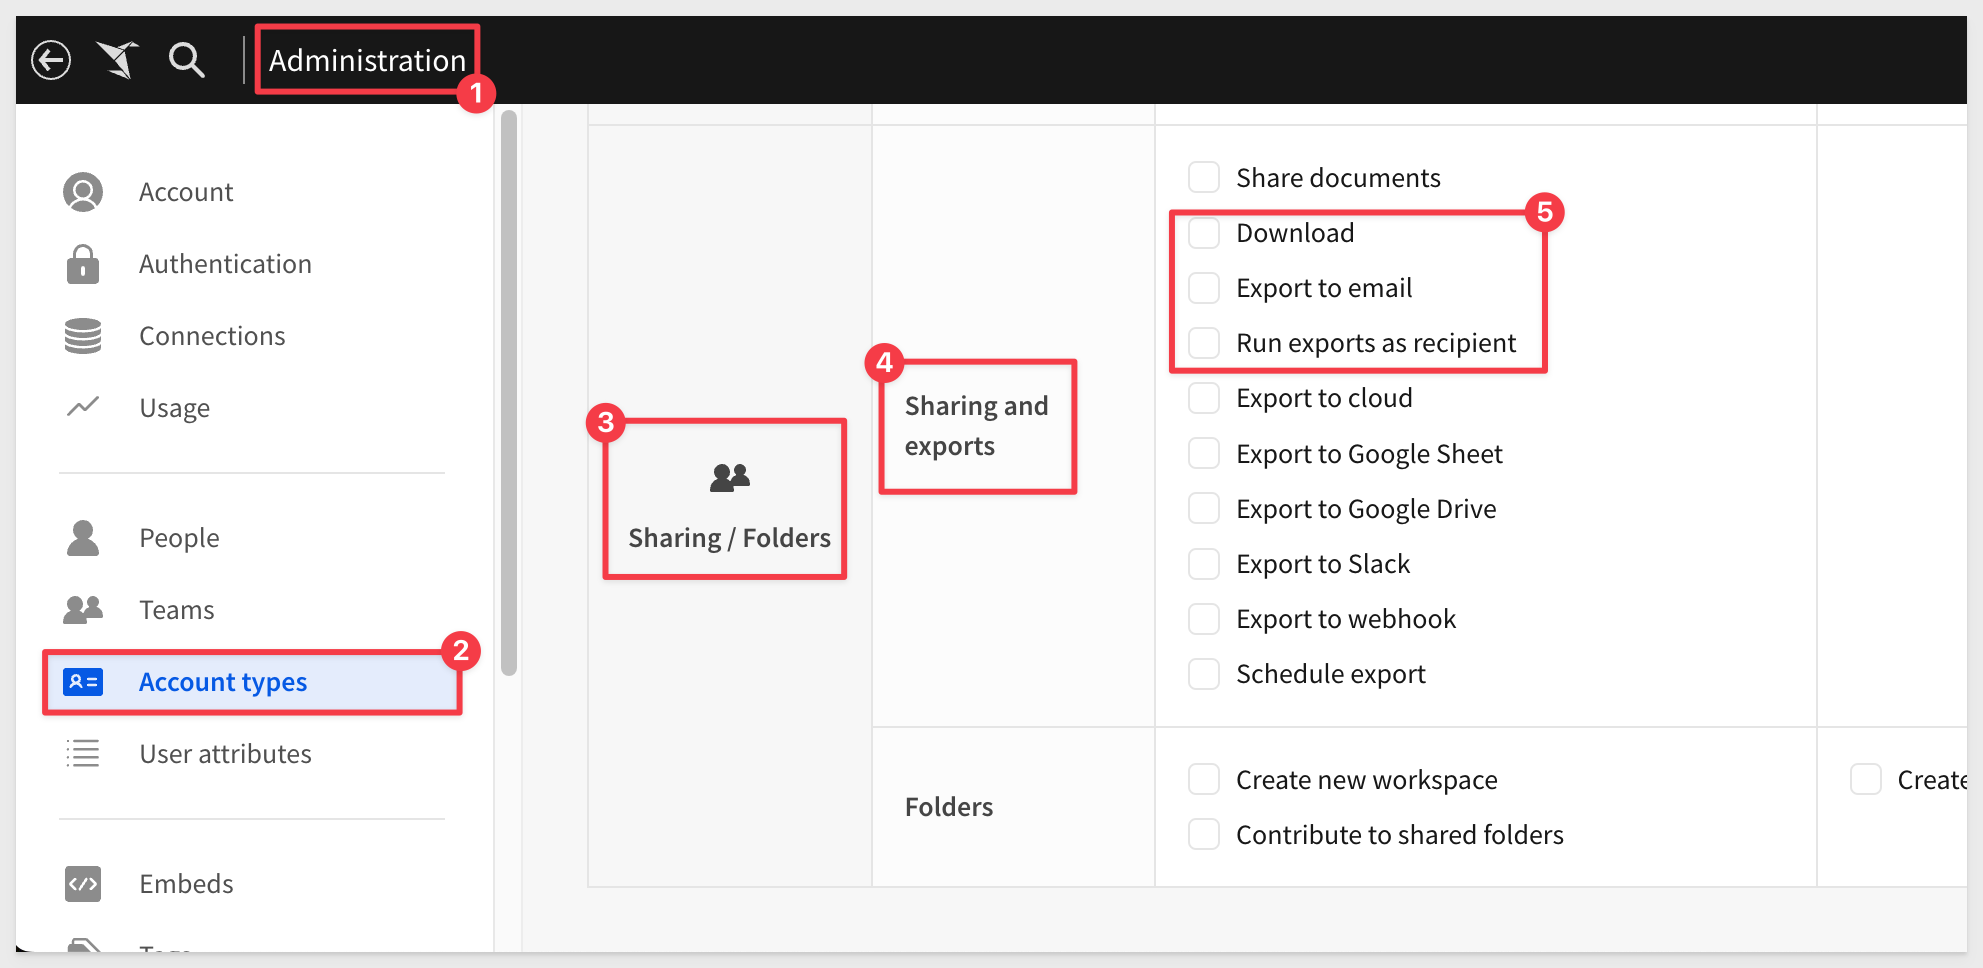 Administration
1
Account
Authentication
Connections
Usage
People
Teams
2
Account types
User attributes
Embeds
3
Sharing / Folders
4
Sharing and
exports
5
Share documents
Download
Export to email
Run exports as recipient
Export to cloud
Export to Google Sheet
Export to Google Drive
Export to Slack
Export to webhook
Schedule export
Folders
Create new workspace
Contribute to shared folders
Create